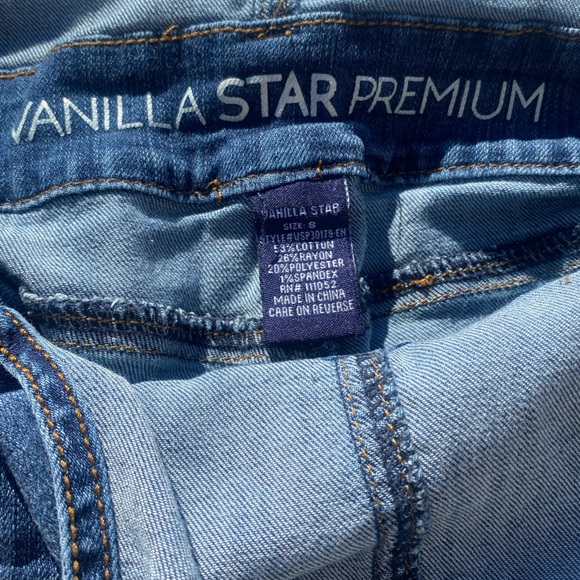 VANILLA STAR PREMIUM
VANILLA STAR
SIZE: S
STYLE#USP30179-EN
53%COTTON
26%RAYON
20%POLYESTER
1%SPANDEX
RN# 111052
MADE IN CHINA
CARE ON REVERSE